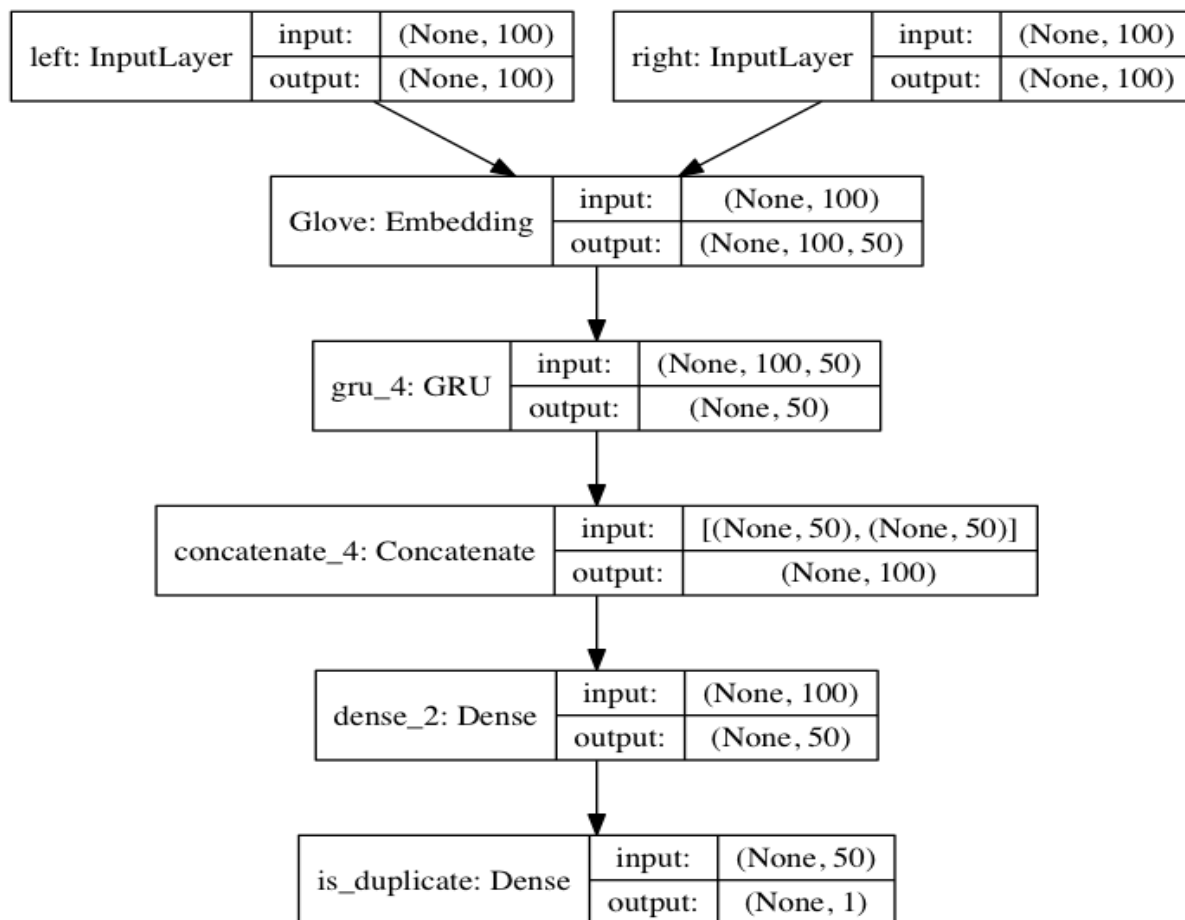 left: InputLayer input: (None, 100) output: (None, 100)
right: InputLayer input: (None, 100) output: (None, 100)
Glove: Embedding input: (None, 100) output: (None, 100, 50)
gru_4: GRU input: (None, 100, 50) output: (None, 50)
concatenate_4: Concatenate input: [(None, 50), (None, 50)] output: (None, 100)
dense_2: Dense input: (None, 100) output: (None, 50)
is_duplicate: Dense input: (None, 50) output: (None, 1)